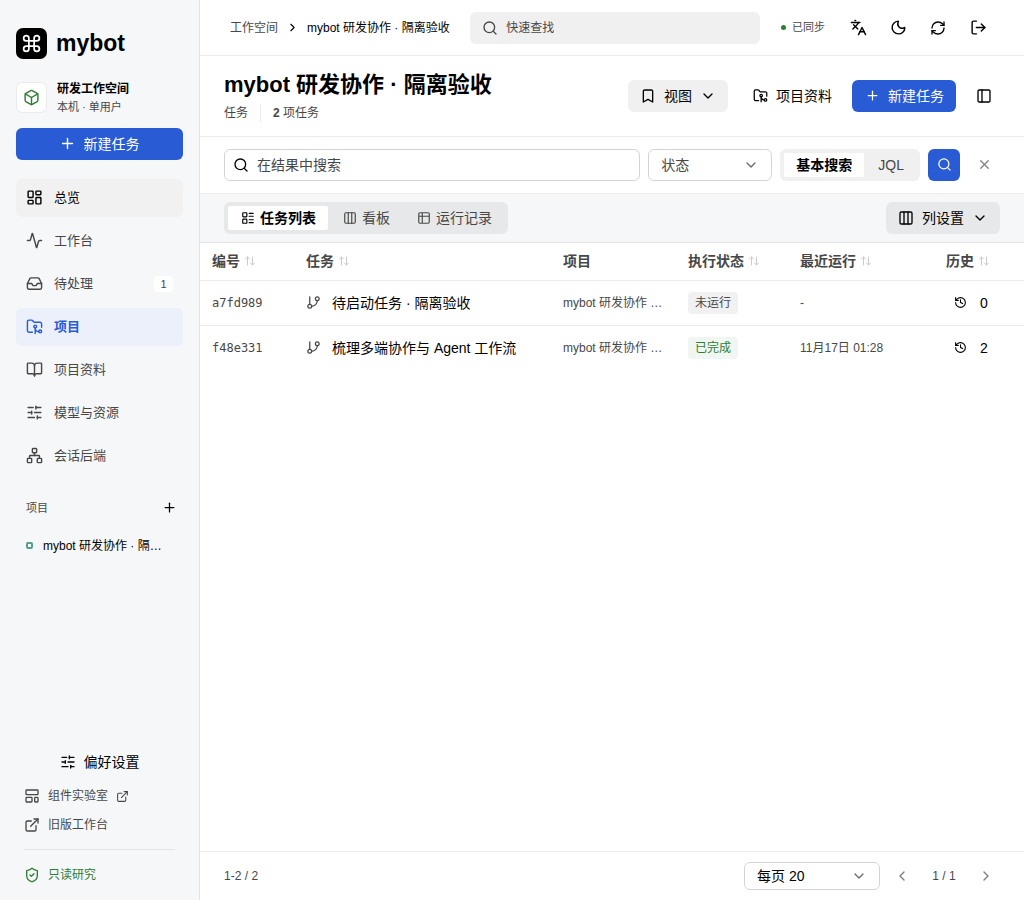 mybot
研发工作空间
本机 · 单用户
新建任务
总览
工作台
待处理 1
项目
项目资料
模型与资源
会话后端
项目
mybot 研发协作 · 隔…
偏好设置
组件实验室
旧版工作台
只读研究
工作空间 mybot 研发协作 · 隔离验收 快速查找 已同步
mybot 研发协作 · 隔离验收
任务 2 项任务
视图 项目资料 新建任务
在结果中搜索 状态 基本搜索 JQL
任务列表 看板 运行记录 列设置
编号 任务 项目 执行状态 最近运行 历史
a7fd989 待启动任务 · 隔离验收 mybot 研发协作 … 未运行 - 0
f48e331 梳理多端协作与 Agent 工作流 mybot 研发协作 … 已完成 11月17日 01:28 2
1-2 / 2 每页 20 1 / 1